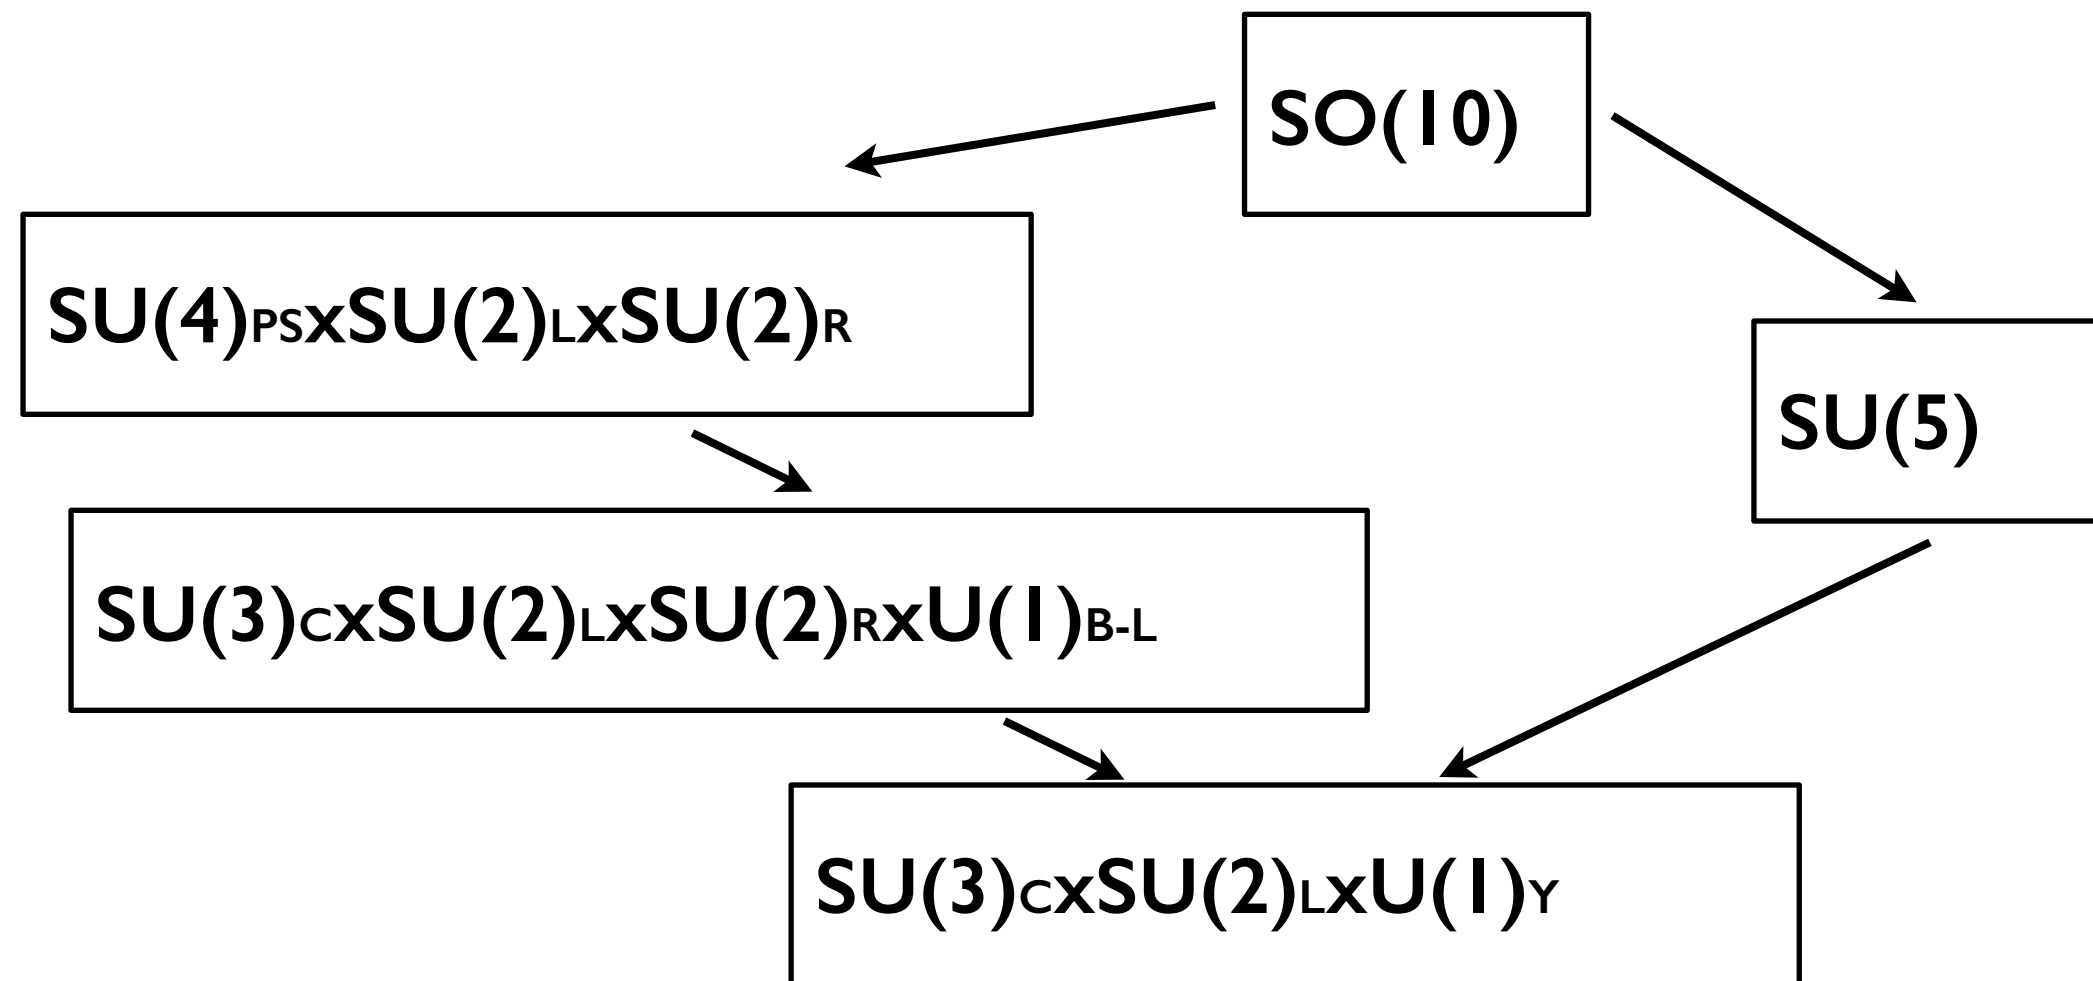 SO(10)
SU(4)PSxSU(2)LxSU(2)R
SU(5)
SU(3)CxSU(2)LxSU(2)RxU(1)B-L
SU(3)CxSU(2)LxU(1)Y